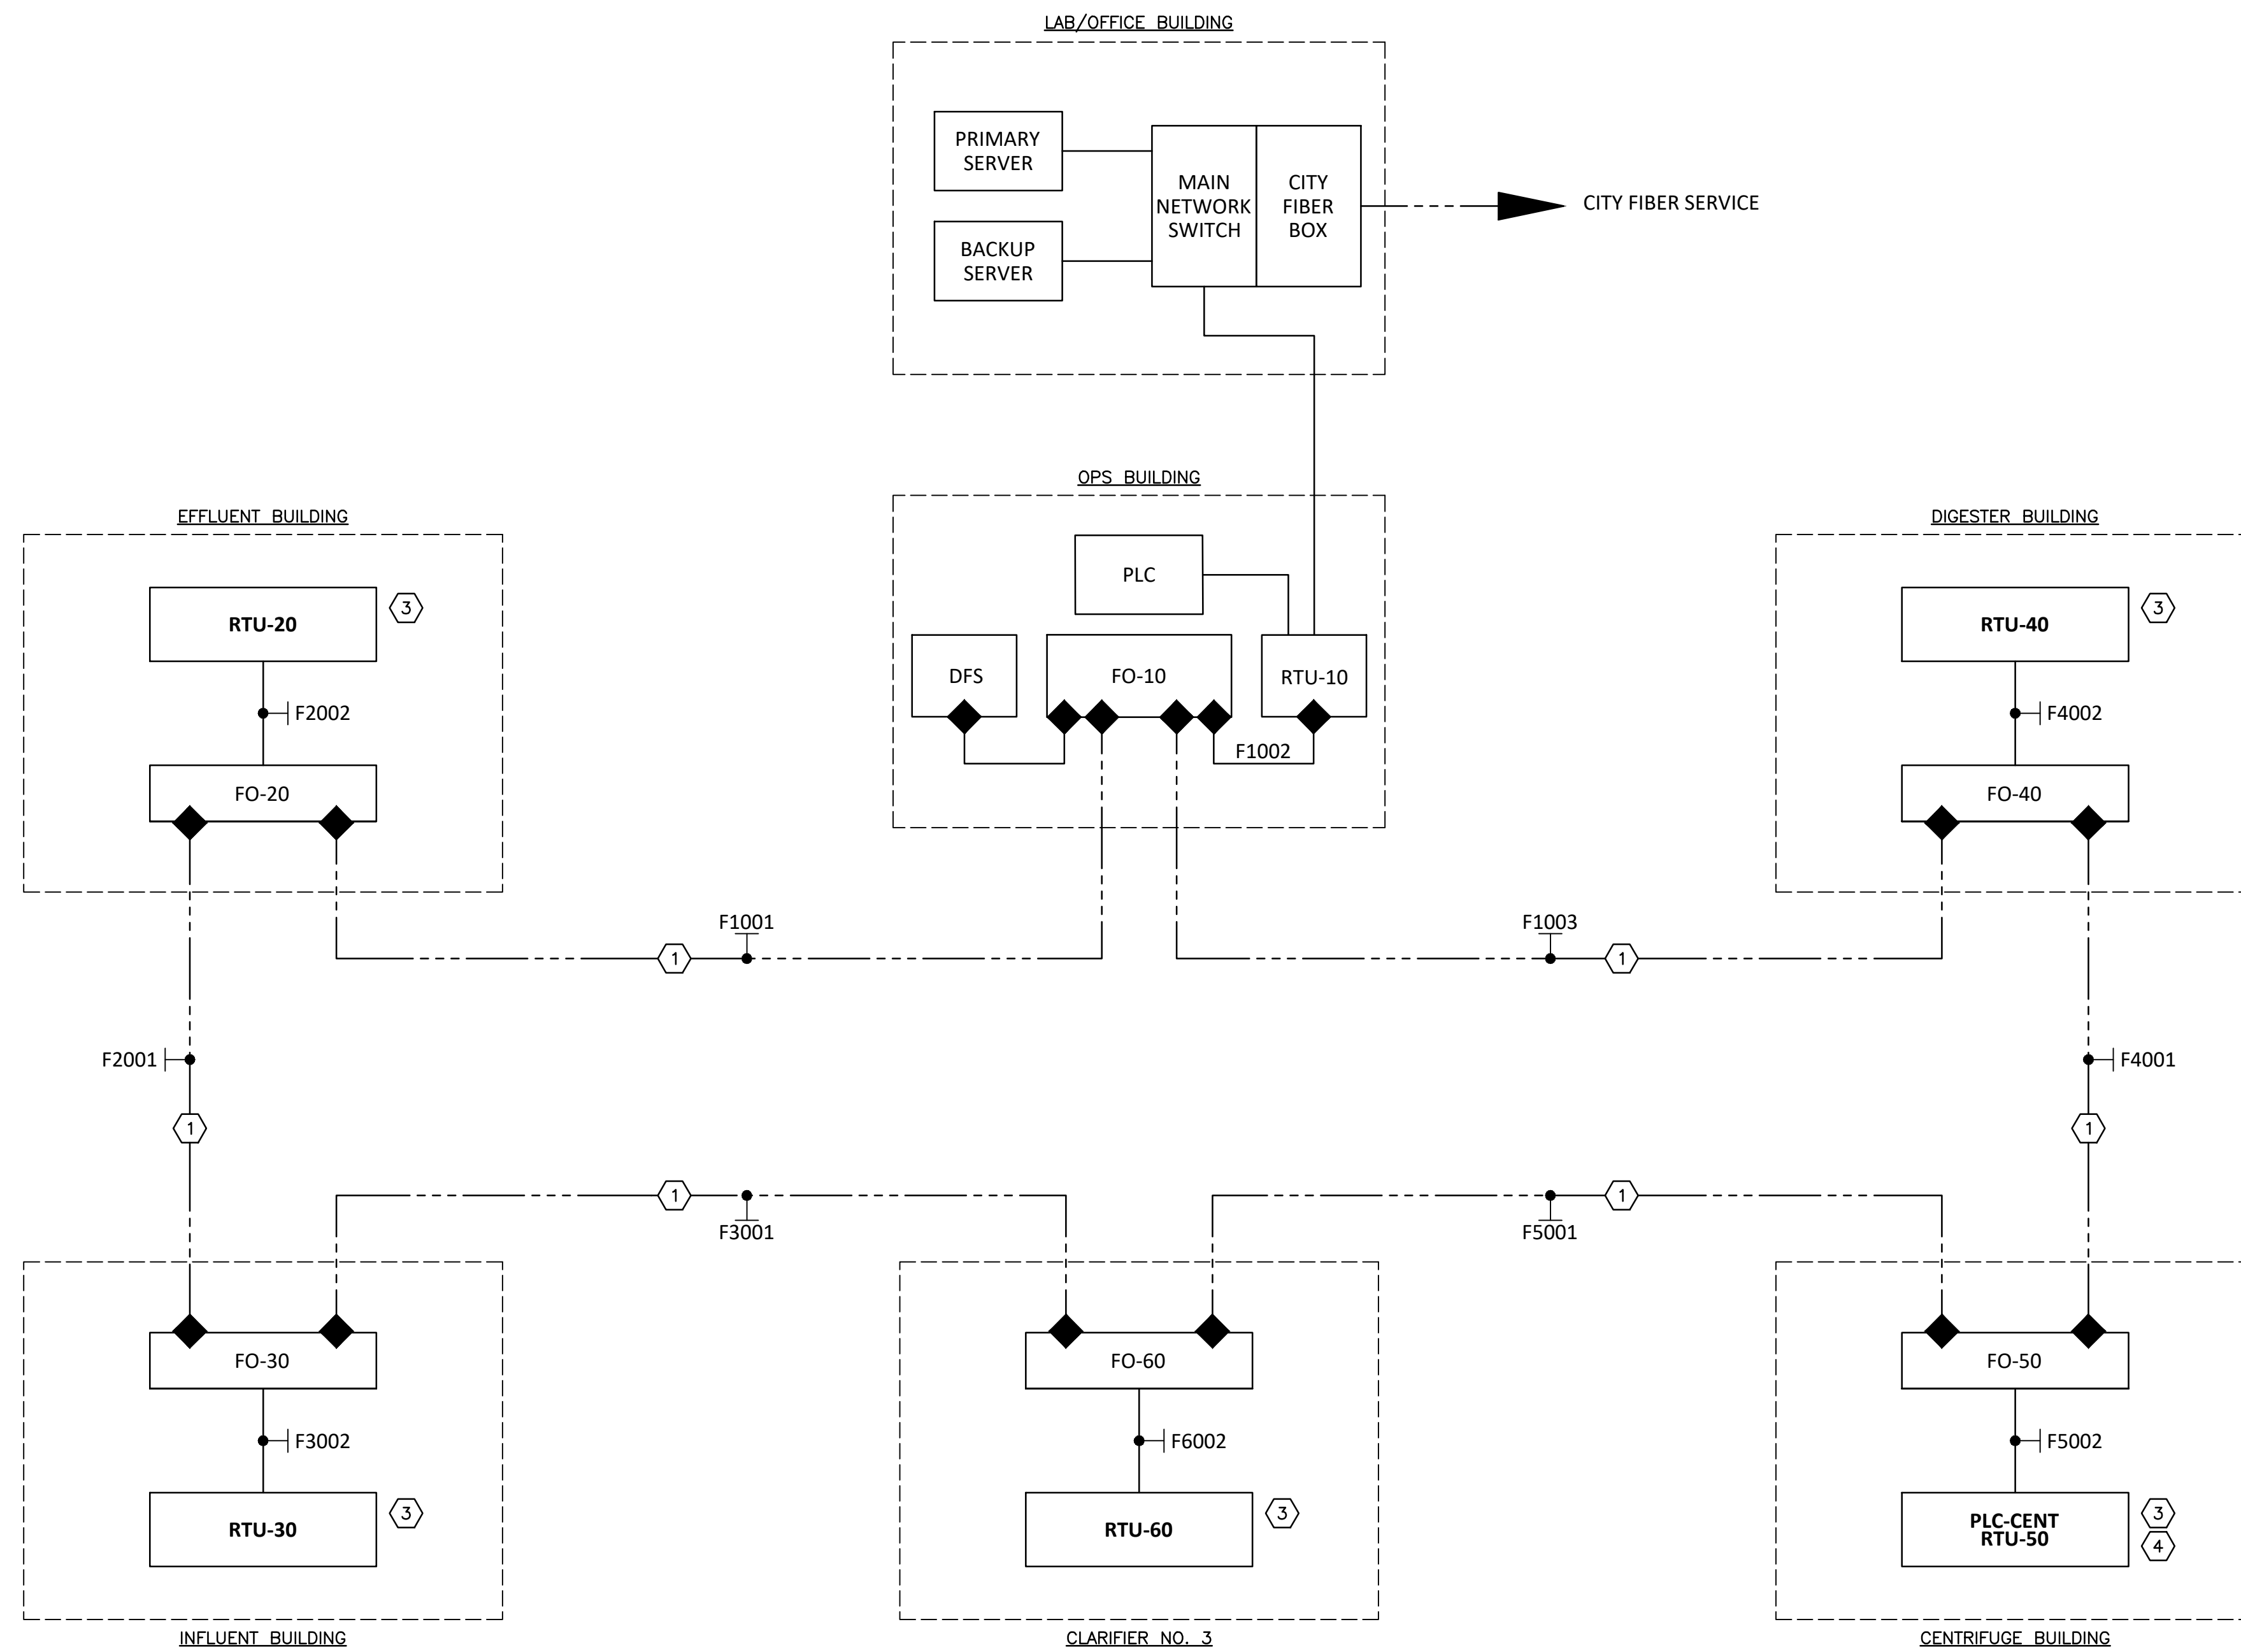 LAB/OFFICE BUILDING
PRIMARY
SERVER
BACKUP
SERVER
MAIN
NETWORK
SWITCH
CITY
FIBER
BOX
CITY FIBER SERVICE
EFFLUENT BUILDING
RTU-20
3
F2002
FO-20
OPS BUILDING
PLC
DFS
FO-10
RTU-10
F1002
DIGESTER BUILDING
RTU-40
3
F4002
FO-40
F1001
1
F1003
1
F2001
1
F4001
1
1
F3001
F5001
1
FO-30
F3002
RTU-30
3
INFLUENT BUILDING
FO-60
F6002
RTU-60
3
CLARIFIER NO. 3
FO-50
F5002
PLC-CENT
RTU-50
3
4
CENTRIFUGE BUILDING